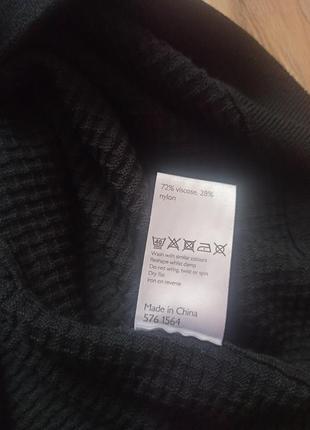 72% viscose, 28%
nylon
Wash with similar colours
Reshape whilst damp
Do not wring, twist or spin
Dry flat
iron on reverse
Made in China
576 1564